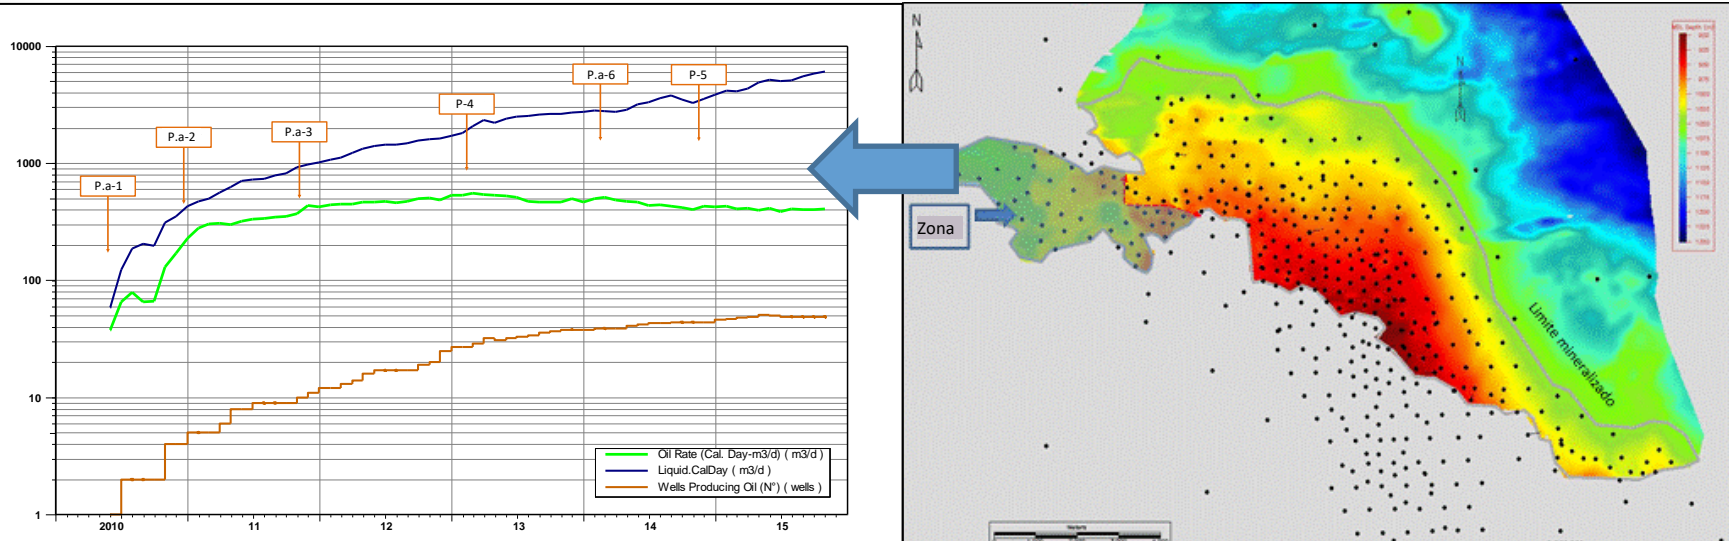 10000
1000
100
10
1
2010
11
12
13
14
15
P.a-1
P.a-2
P.a-3
P-4
P.a-6
P-5
Oil Rate (Cal. Day-m3/d) ( m3/d )
Liquid.CalDay ( m3/d )
Wells Producing Oil (N°) ( wells )
N
Zona
N
Limite mineralizado